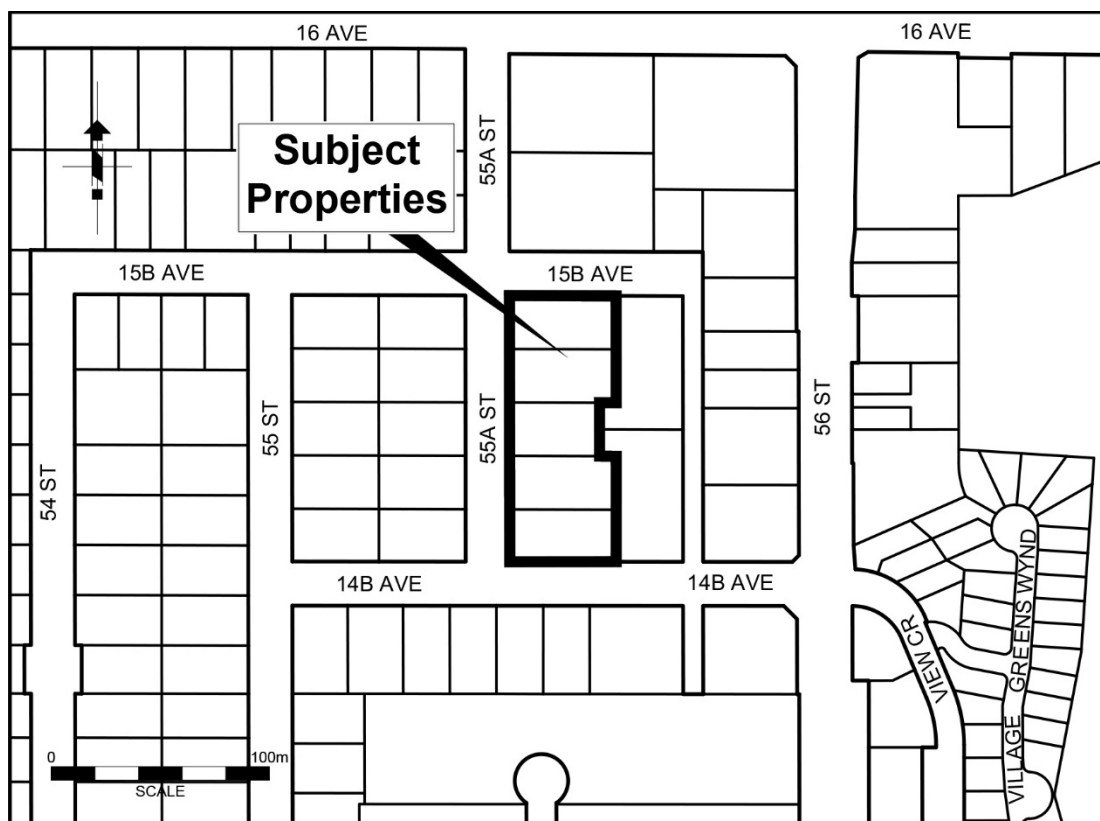 16 AVE
16 AVE
55A ST
Subject
Properties
15B AVE
15B AVE
54 ST
55 ST
55A ST
56 ST
14B AVE
14B AVE
VIEW CR
VILLAGE GREENS WYND
0
100m
SCALE